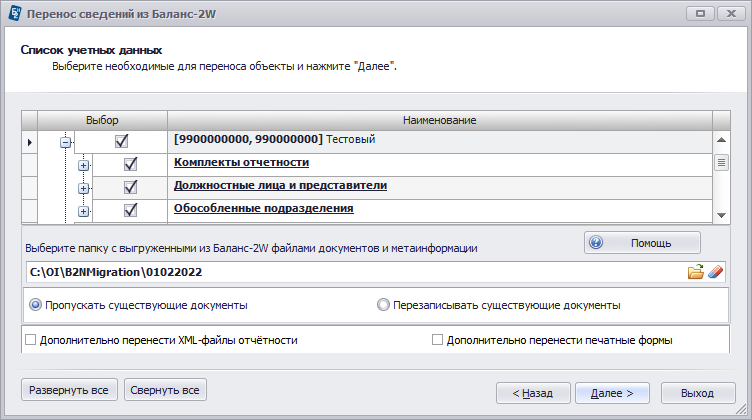 Перенос сведений из Баланс-2W
Список учетных данных
Выберите необходимые для переноса объекты и нажмите "Далее".
Выбор Наименование
[9900000000, 990000000] Тестовый
Комплекты отчетности
Должностные лица и представители
Обособленные подразделения
Выберите папку с выгруженными из Баланс-2W файлами документов и метаинформации
Помощь
C:\OI\B2NMigration\01022022
Пропускать существующие документы Перезаписывать существующие документы
Дополнительно перенести XML-файлы отчётности Дополнительно перенести печатные формы
Развернуть все Свернуть все < Назад Далее > Выход